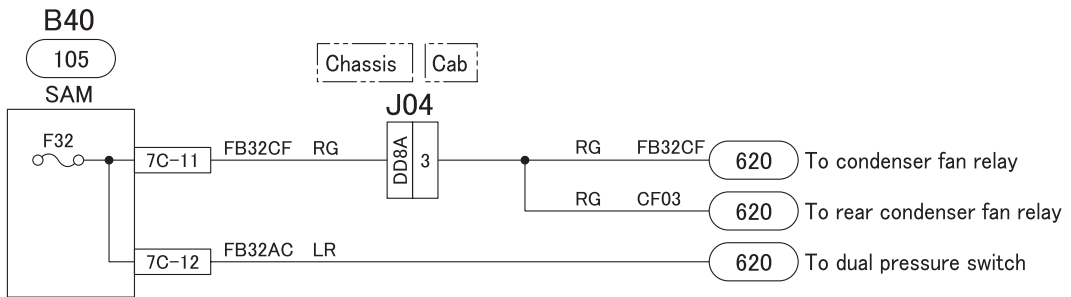 B40
105
SAM
Chassis
Cab
J04
F32
7C-11
FB32CF RG
DD8A
3
RG FB32CF
620
To condenser fan relay
RG CF03
620
To rear condenser fan relay
7C-12
FB32AC LR
620
To dual pressure switch